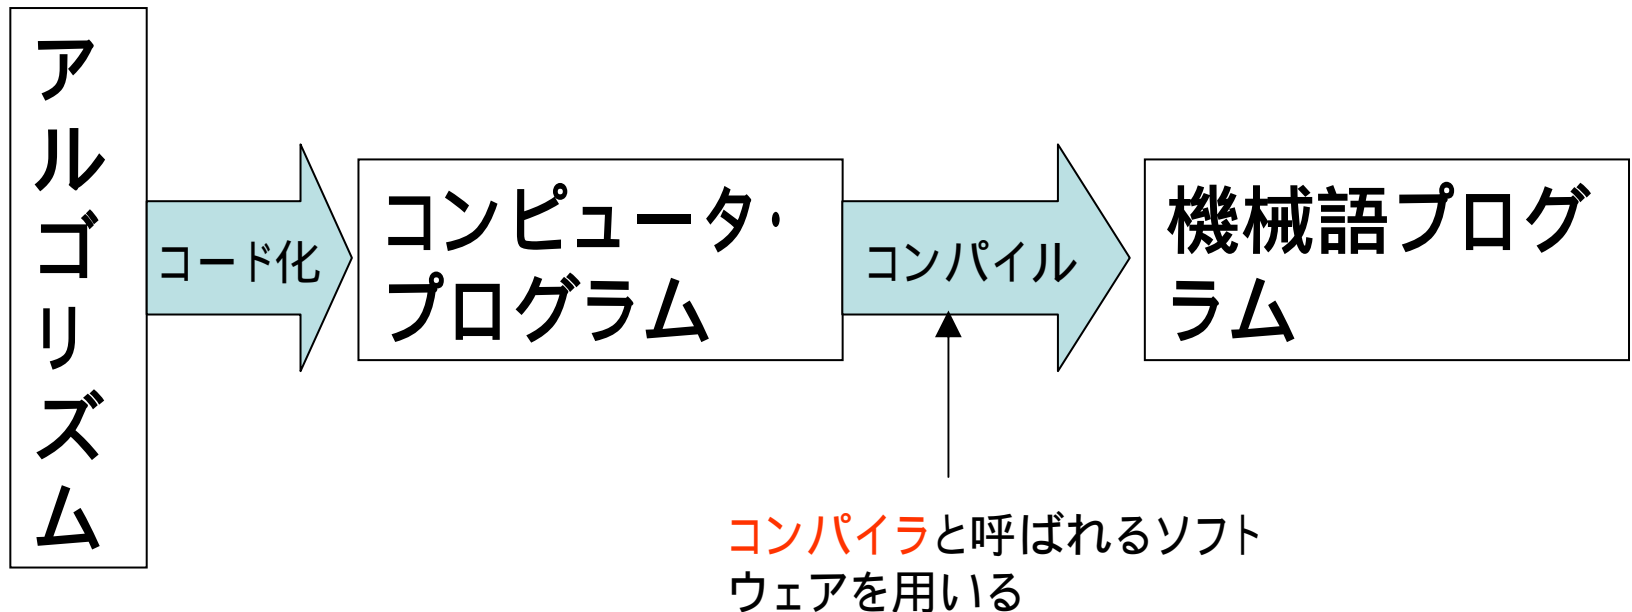 アルゴリズム
コード化
コンピュータ・
プログラム
コンパイル
機械語プログ
ラム
コンパイラと呼ばれるソフト
ウェアを用いる